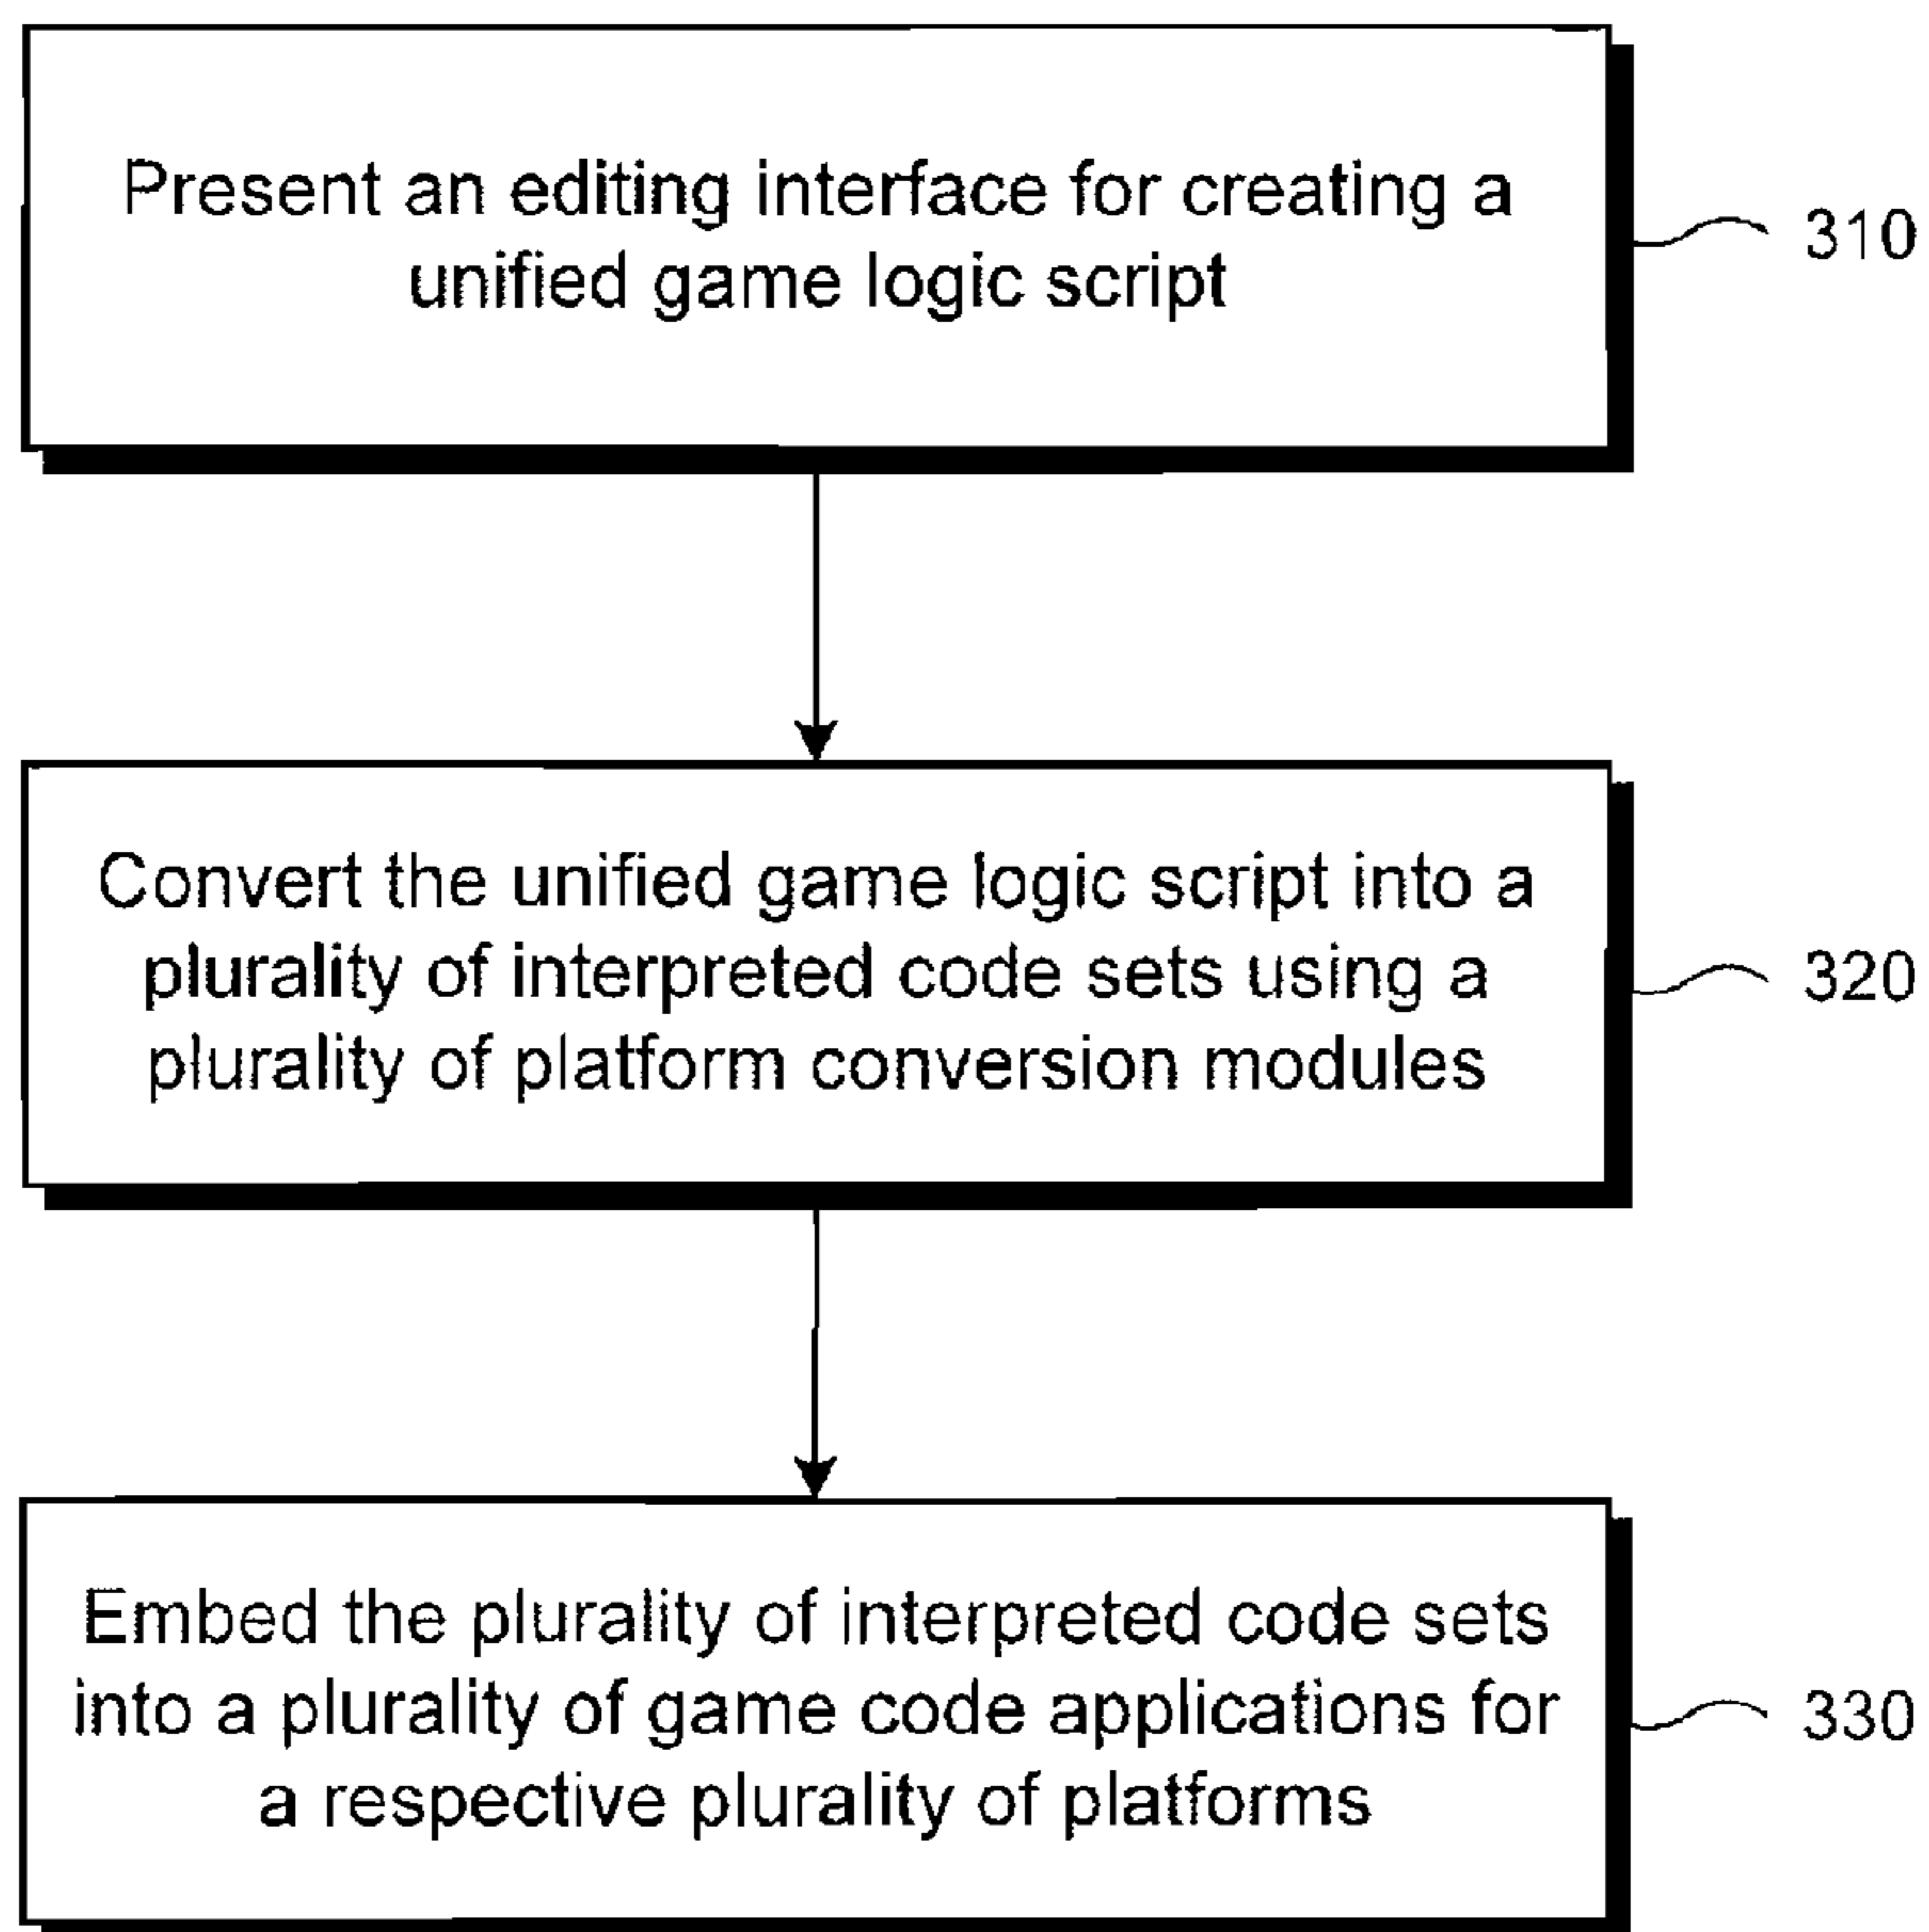 Present an editing interface for creating a
unified game logic script
310
Convert the unified game logic script into a
plurality of interpreted code sets using a
plurality of platform conversion modules
320
Embed the plurality of interpreted code sets
into a plurality of game code applications for
a respective plurality of platforms
330